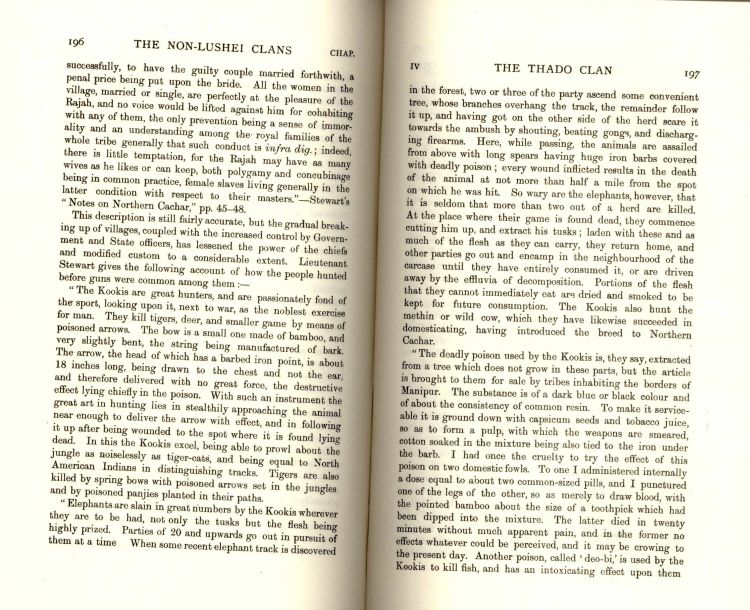 196 THE NON-LUSHEI CLANS CHAP.
successfully, to have the guilty couple married forthwith, a
penal price being put upon the bride. All the women in the
village, married or single, are perfectly at the pleasure of the
Rajah, and no voice would be lifted against him for cohabiting
with any of them, the only prevention being a sense of immor-
ality and an understanding among the royal families of the
whole tribe generally that such conduct is infra dig.; indeed,
there is little temptation, for the Rajah may have as many
wives as he likes or can keep, both polygamy and concubinage
being in common practice, female slaves living generally in the
latter condition with respect to their masters."—Stewart's
"Notes on Northern Cachar," pp. 45–48.
This description is still fairly accurate, but the gradual break-
ing up of villages, coupled with the increased control by Govern-
ment and State officers, has lessened the power of the chiefs
and modified custom to a considerable extent. Lieutenant
Stewart gives the following account of how the people hunted
before guns were common among them :—
"The Kookis are great hunters, and are passionately fond of
the sport, looking upon it, next to war, as the noblest exercise
for man. They kill tigers, deer, and smaller game by means of
poisoned arrows. The bow is a small one made of bamboo, and
very slightly bent, the string being manufactured of bark.
The arrow, the head of which has a barbed iron point, is about
18 inches long, being drawn to the chest and not the ear,
and therefore delivered with no great force, the destructive
effect lying chiefly in the poison. With such an instrument the
great art in hunting lies in stealthily approaching the animal
near enough to deliver the arrow with effect, and in following
it up after being wounded to the spot where it is found lying
dead. In this the Kookis excel, being able to prowl about the
jungle as noiselessly as tiger-cats, and being equal to North
American Indians in distinguishing tracks. Tigers are also
killed by spring bows with poisoned arrows set in the jungles
and by poisoned panjies planted in their paths.
"Elephants are slain in great numbers by the Kookis wherever
they are to be had, not only the tusks but the flesh being
highly prized. Parties of 20 and upwards go out in pursuit of
them at a time When some recent elephant track is discovered
IV THE THADO CLAN 197
in the forest, two or three of the party ascend some convenient
tree, whose branches overhang the track, the remainder follow
it up, and having got on the other side of the herd scare it
towards the ambush by shouting, beating gongs, and discharg-
ing firearms. Here, while passing, the animals are assailed
from above with long spears having huge iron barbs covered
with deadly poison; every wound inflicted results in the death
of the animal at not more than half a mile from the spot
on which he was hit. So wary are the elephants, however, that
it is seldom that more than two out of a herd are killed.
At the place where their game is found dead, they commence
cutting him up, and extract his tusks; laden with these and as
much of the flesh as they can carry, they return home, and
other parties go out and encamp in the neighbourhood of the
carcase until they have entirely consumed it, or are driven
away by the effluvia of decomposition. Portions of the flesh
that they cannot immediately eat are dried and smoked to be
kept for future consumption. The Kookis also hunt the
methin or wild cow, which they have likewise succeeded in
domesticating, having introduced the breed to Northern
Cachar.
"The deadly poison used by the Kookis is, they say, extracted
from a tree which does not grow in these parts, but the article
is brought to them for sale by tribes inhabiting the borders of
Manipur. The substance is of a dark blue or black colour and
of about the consistency of common resin. To make it service-
able it is ground down with capsicum seeds and tobacco juice,
so as to form a pulp, with which the weapons are smeared,
cotton soaked in the mixture being also tied to the iron under
the barb. I had once the cruelty to try the effect of this
poison on two domestic fowls. To one I administered internally
a dose equal to about two common-sized pills, and I punctured
one of the legs of the other, so as merely to draw blood, with
the pointed bamboo about the size of a toothpick which had
been dipped into the mixture. The latter died in twenty
minutes without much apparent pain, and in the former no
effects whatever could be perceived, and it may be crowing to
the present day. Another poison, called 'deo-bi,' is used by the
Kookis to kill fish, and has an intoxicating effect upon them